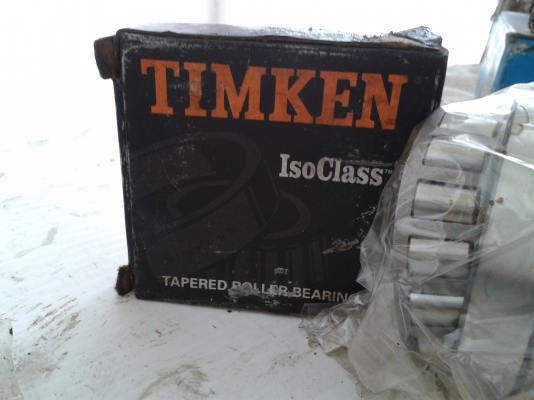 TIMKEN
IsoClass™
TAPERED ROLLER BEARING